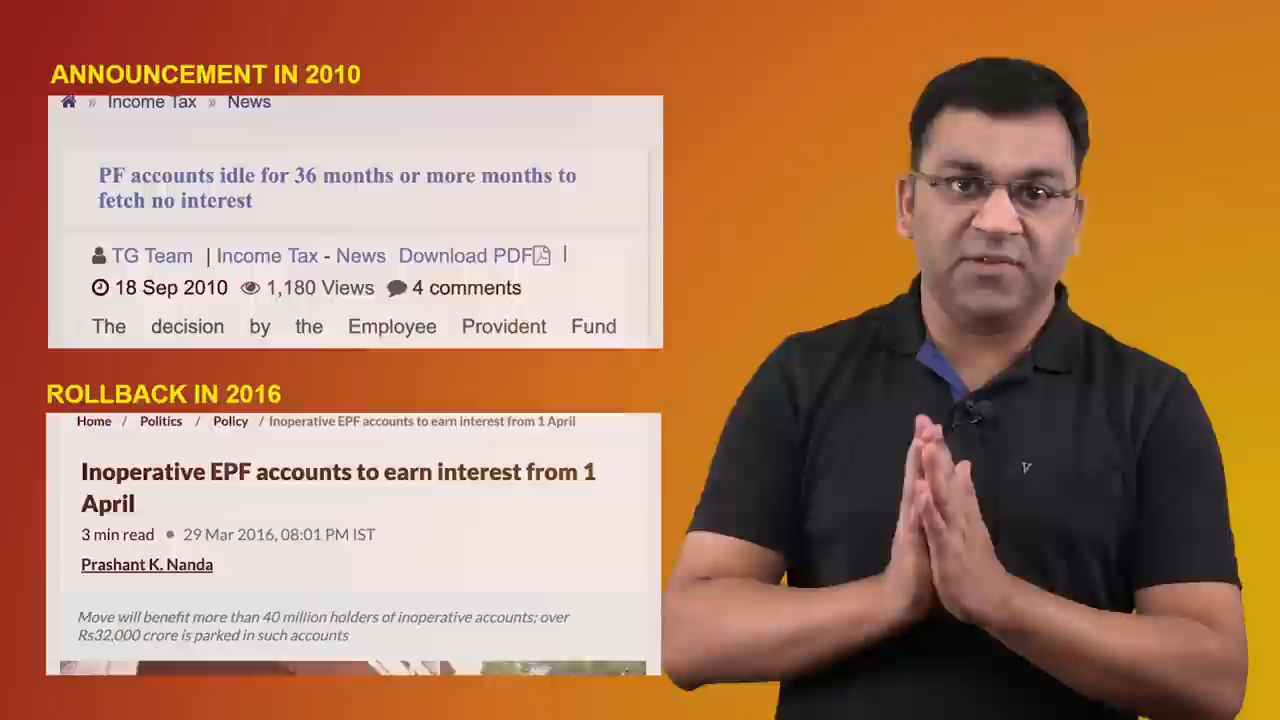 ANNOUNCEMENT IN 2010
» Income Tax » News
PF accounts idle for 36 months or more months to
fetch no interest
TG Team | Income Tax - News Download PDF |
18 Sep 2010 1,180 Views 4 comments
The decision by the Employee Provident Fund
ROLLBACK IN 2016
Home / Politics / Policy / Inoperative EPF accounts to earn interest from 1 April
Inoperative EPF accounts to earn interest from 1
April
3 min read • 29 Mar 2016, 08:01 PM IST
Prashant K. Nanda
Move will benefit more than 40 million holders of inoperative accounts; over
Rs32,000 crore is parked in such accounts
V